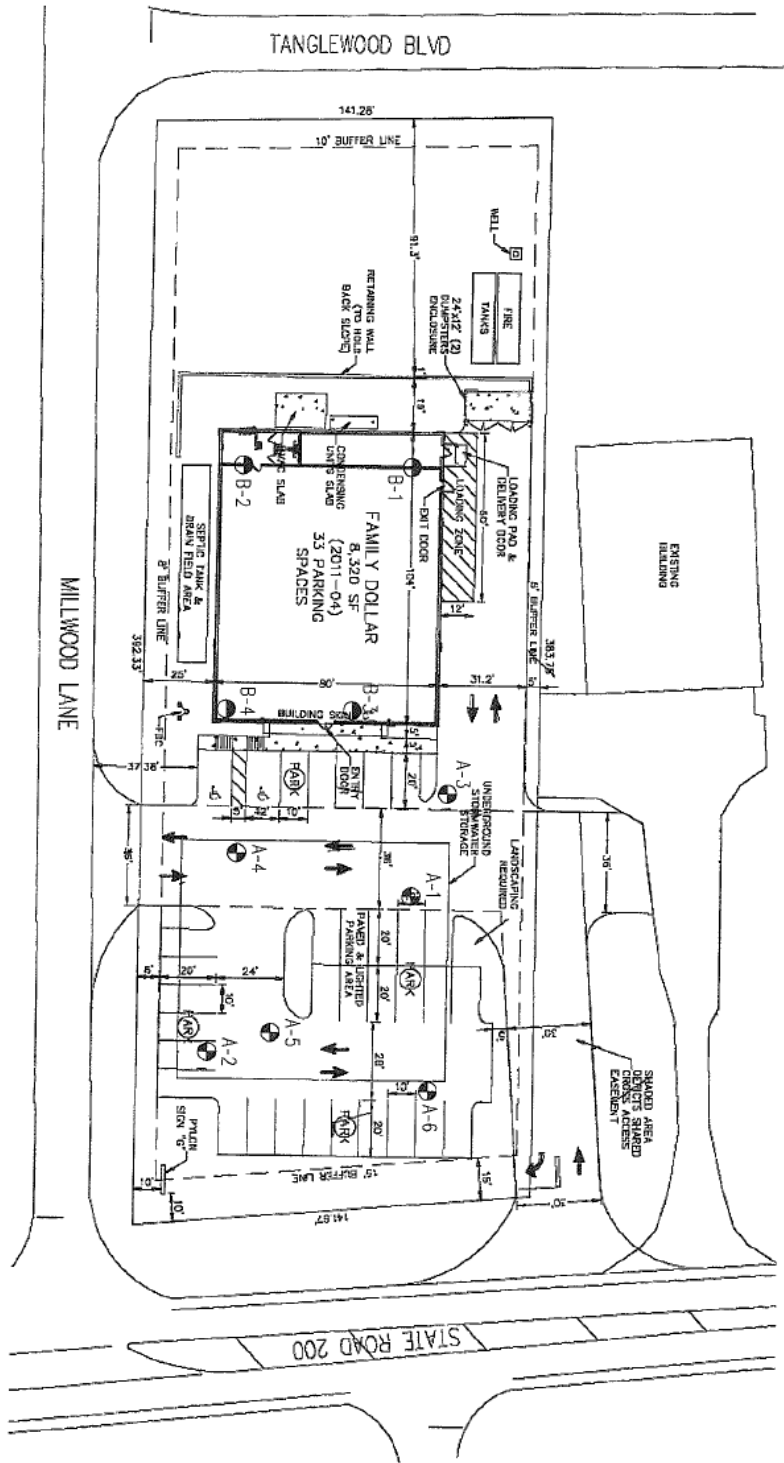 TANGLEWOOD BLVD
141.28'
10' BUFFER LINE
WELL
FIRE
TANKS
24'x12' (2)
DUMPSTERS
ENCLOSURE
91.3'
RETAINING WALL
(TO HOLD
BACK SLOPE)
1'
LOADING PAD &
DELIVERY DOOR
LOADING ZONE
60'
EXIT DOOR
12'
CONDENSING
UNITS SLAB
HVAC SLAB
B-1
B-2
FAMILY DOLLAR
8,320 SF
(2011-04)
33 PARKING
SPACES
104'
80'
EXISTING
BUILDING
5' BUFFER LINE
383.78'
5'
31.2'
SEPTIC TANK &
DRAIN FIELD AREA
8' BUFFER LINE
392.33'
25'
MILLWOOD LANE
B-3
B-4
BUILDING SIGN
ENTRY
DOOR
FDC
37.38'
PARK
10'
20'
A-3
UNDERGROUND
STORMWATER
STORAGE
LANDSCAPING
REQUIRED
36'
36'
A-4
A-1
20'
PAVED & LIGHTED
PARKING AREA
PARK
20'
24'
10'
A-5
A-2
28'
A-6
10'
PARK
20'
30'
SHADED AREA
DEPICTS SHARED
CROSS ACCESS
EASEMENT
PYLON
SIGN "G"
10'
10'
15' BUFFER LINE
15'
30'
141.87'
STATE ROAD 200